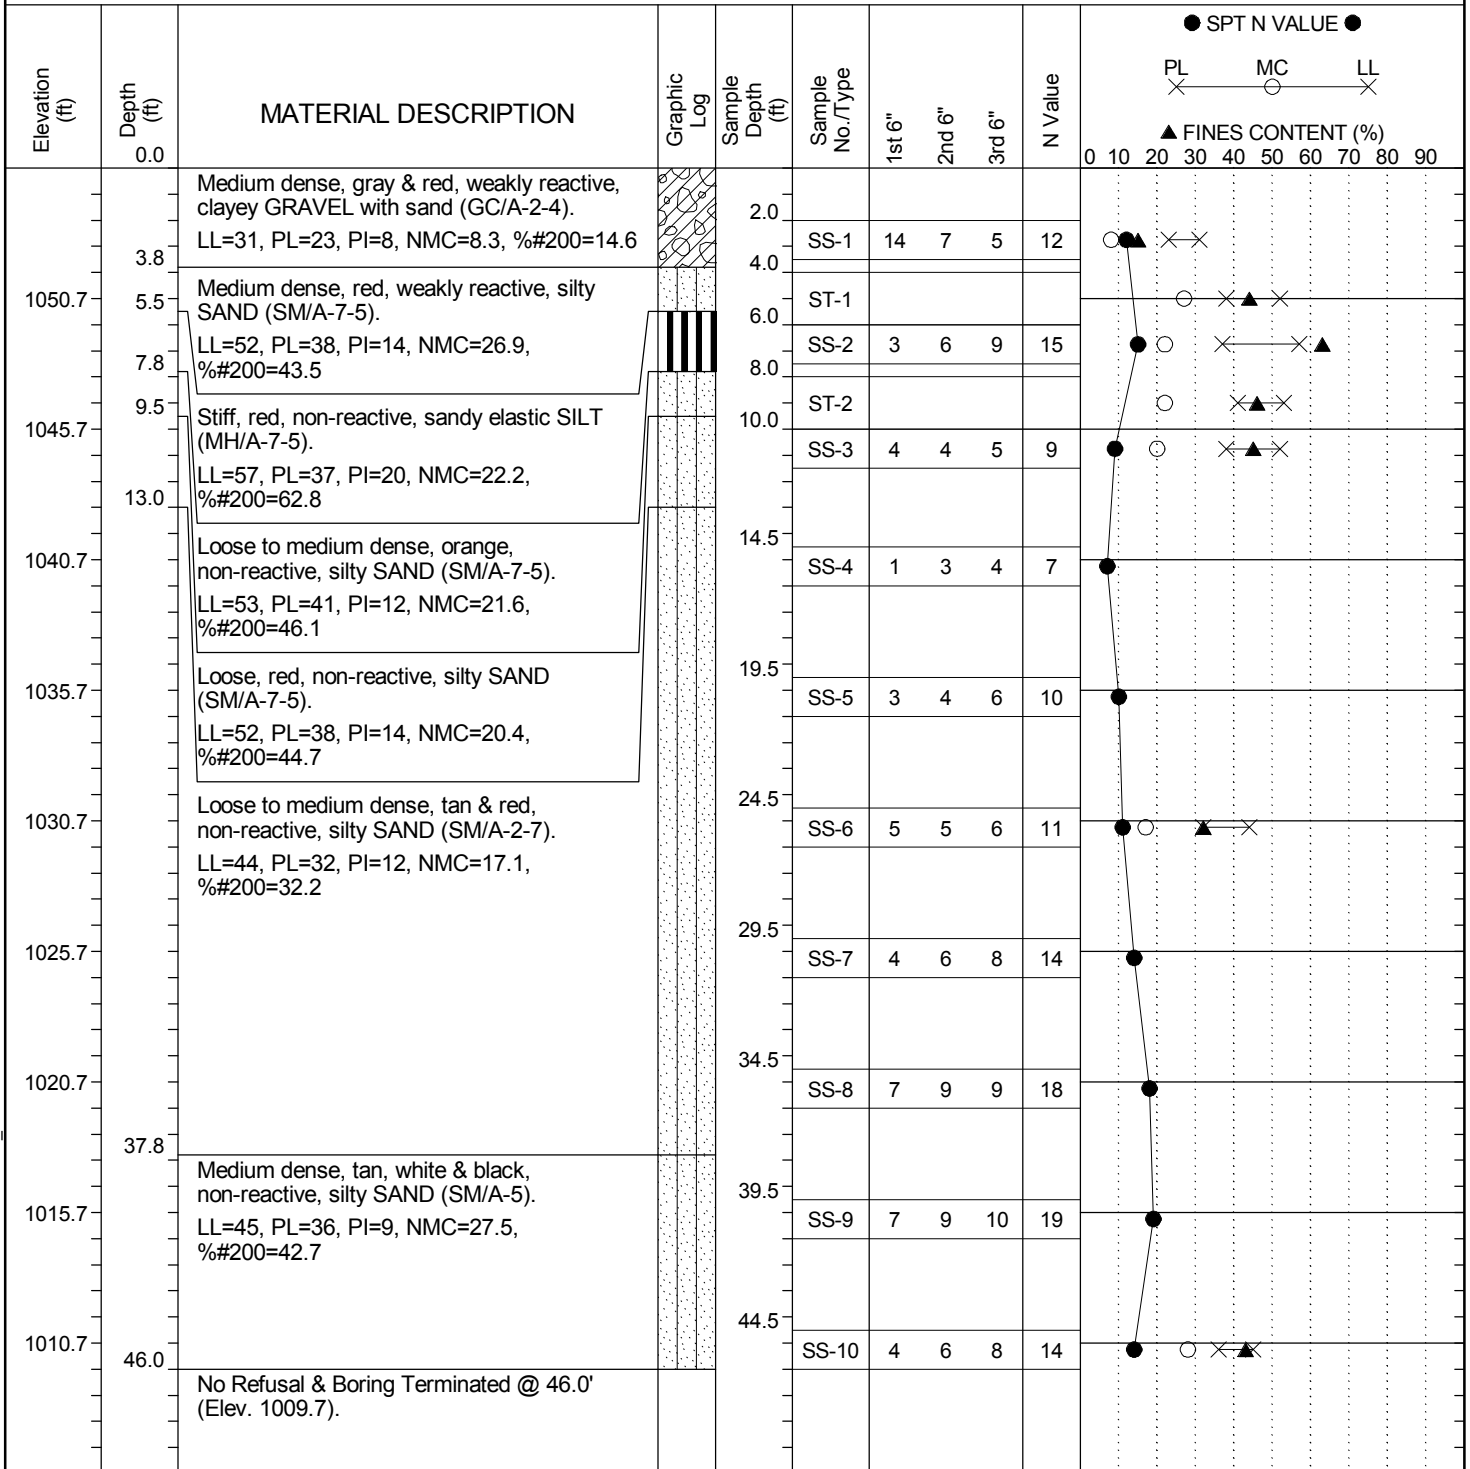 ● SPT N VALUE ●
PL MC LL
▲ FINES CONTENT (%)
0 10 20 30 40 50 60 70 80 90
Elevation (ft)
Depth (ft)
0.0
MATERIAL DESCRIPTION
Graphic Log
Sample Depth (ft)
Sample No./Type
1st 6"
2nd 6"
3rd 6"
N Value
Medium dense, gray & red, weakly reactive,
clayey GRAVEL with sand (GC/A-2-4).
LL=31, PL=23, PI=8, NMC=8.3, %#200=14.6
2.0
SS-1 14 7 5 12
3.8
4.0
Medium dense, red, weakly reactive, silty
SAND (SM/A-7-5).
LL=52, PL=38, PI=14, NMC=26.9,
%#200=43.5
1050.7
5.5
ST-1
6.0
SS-2 3 6 9 15
7.8
8.0
ST-2
9.5
Stiff, red, non-reactive, sandy elastic SILT
(MH/A-7-5).
LL=57, PL=37, PI=20, NMC=22.2,
%#200=62.8
10.0
1045.7
SS-3 4 4 5 9
13.0
Loose to medium dense, orange,
non-reactive, silty SAND (SM/A-7-5).
LL=53, PL=41, PI=12, NMC=21.6,
%#200=46.1
14.5
1040.7
SS-4 1 3 4 7
Loose, red, non-reactive, silty SAND
(SM/A-7-5).
LL=52, PL=38, PI=14, NMC=20.4,
%#200=44.7
19.5
1035.7
SS-5 3 4 6 10
Loose to medium dense, tan & red,
non-reactive, silty SAND (SM/A-2-7).
LL=44, PL=32, PI=12, NMC=17.1,
%#200=32.2
24.5
1030.7
SS-6 5 5 6 11
29.5
1025.7
SS-7 4 6 8 14
34.5
1020.7
SS-8 7 9 9 18
37.8
Medium dense, tan, white & black,
non-reactive, silty SAND (SM/A-5).
LL=45, PL=36, PI=9, NMC=27.5,
%#200=42.7
39.5
1015.7
SS-9 7 9 10 19
44.5
1010.7
SS-10 4 6 8 14
46.0
No Refusal & Boring Terminated @ 46.0'
(Elev. 1009.7).